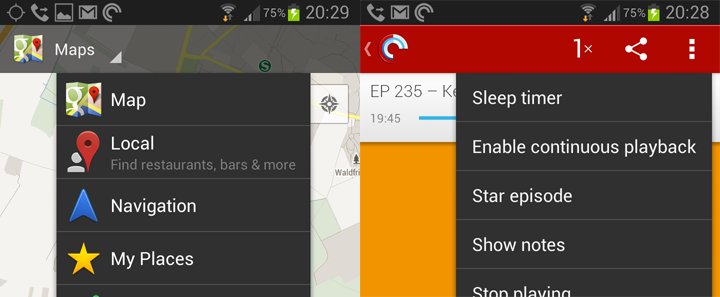 75% 20:29
Maps
Map
Local
Find restaurants, bars & more
Navigation
My Places
S
Waldfri
75% 20:28
1×
EP 235 – Ke
19:45
Sleep timer
Enable continuous playback
Star episode
Show notes
Stop playing